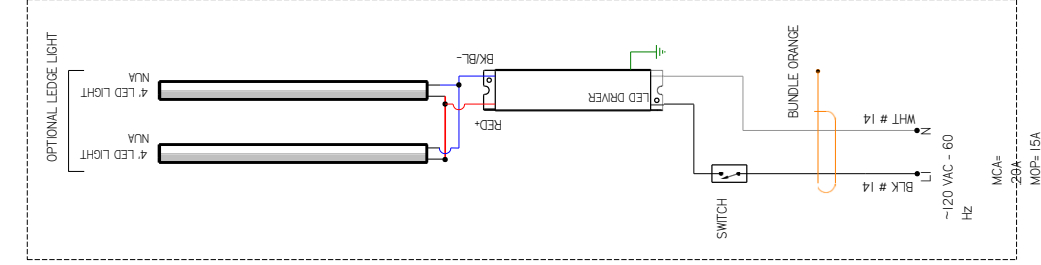 OPTIONAL LEDGE LIGHT
4' LED LIGHT
NUA
4' LED LIGHT
NUA
BK/BL-
RED+
LED DRIVER
SWITCH
BUNDLE ORANGE
WHT # 14
BLK # 14
N
L1
~120 VAC - 60
Hz
MCA=
.20A
MOP= 15A